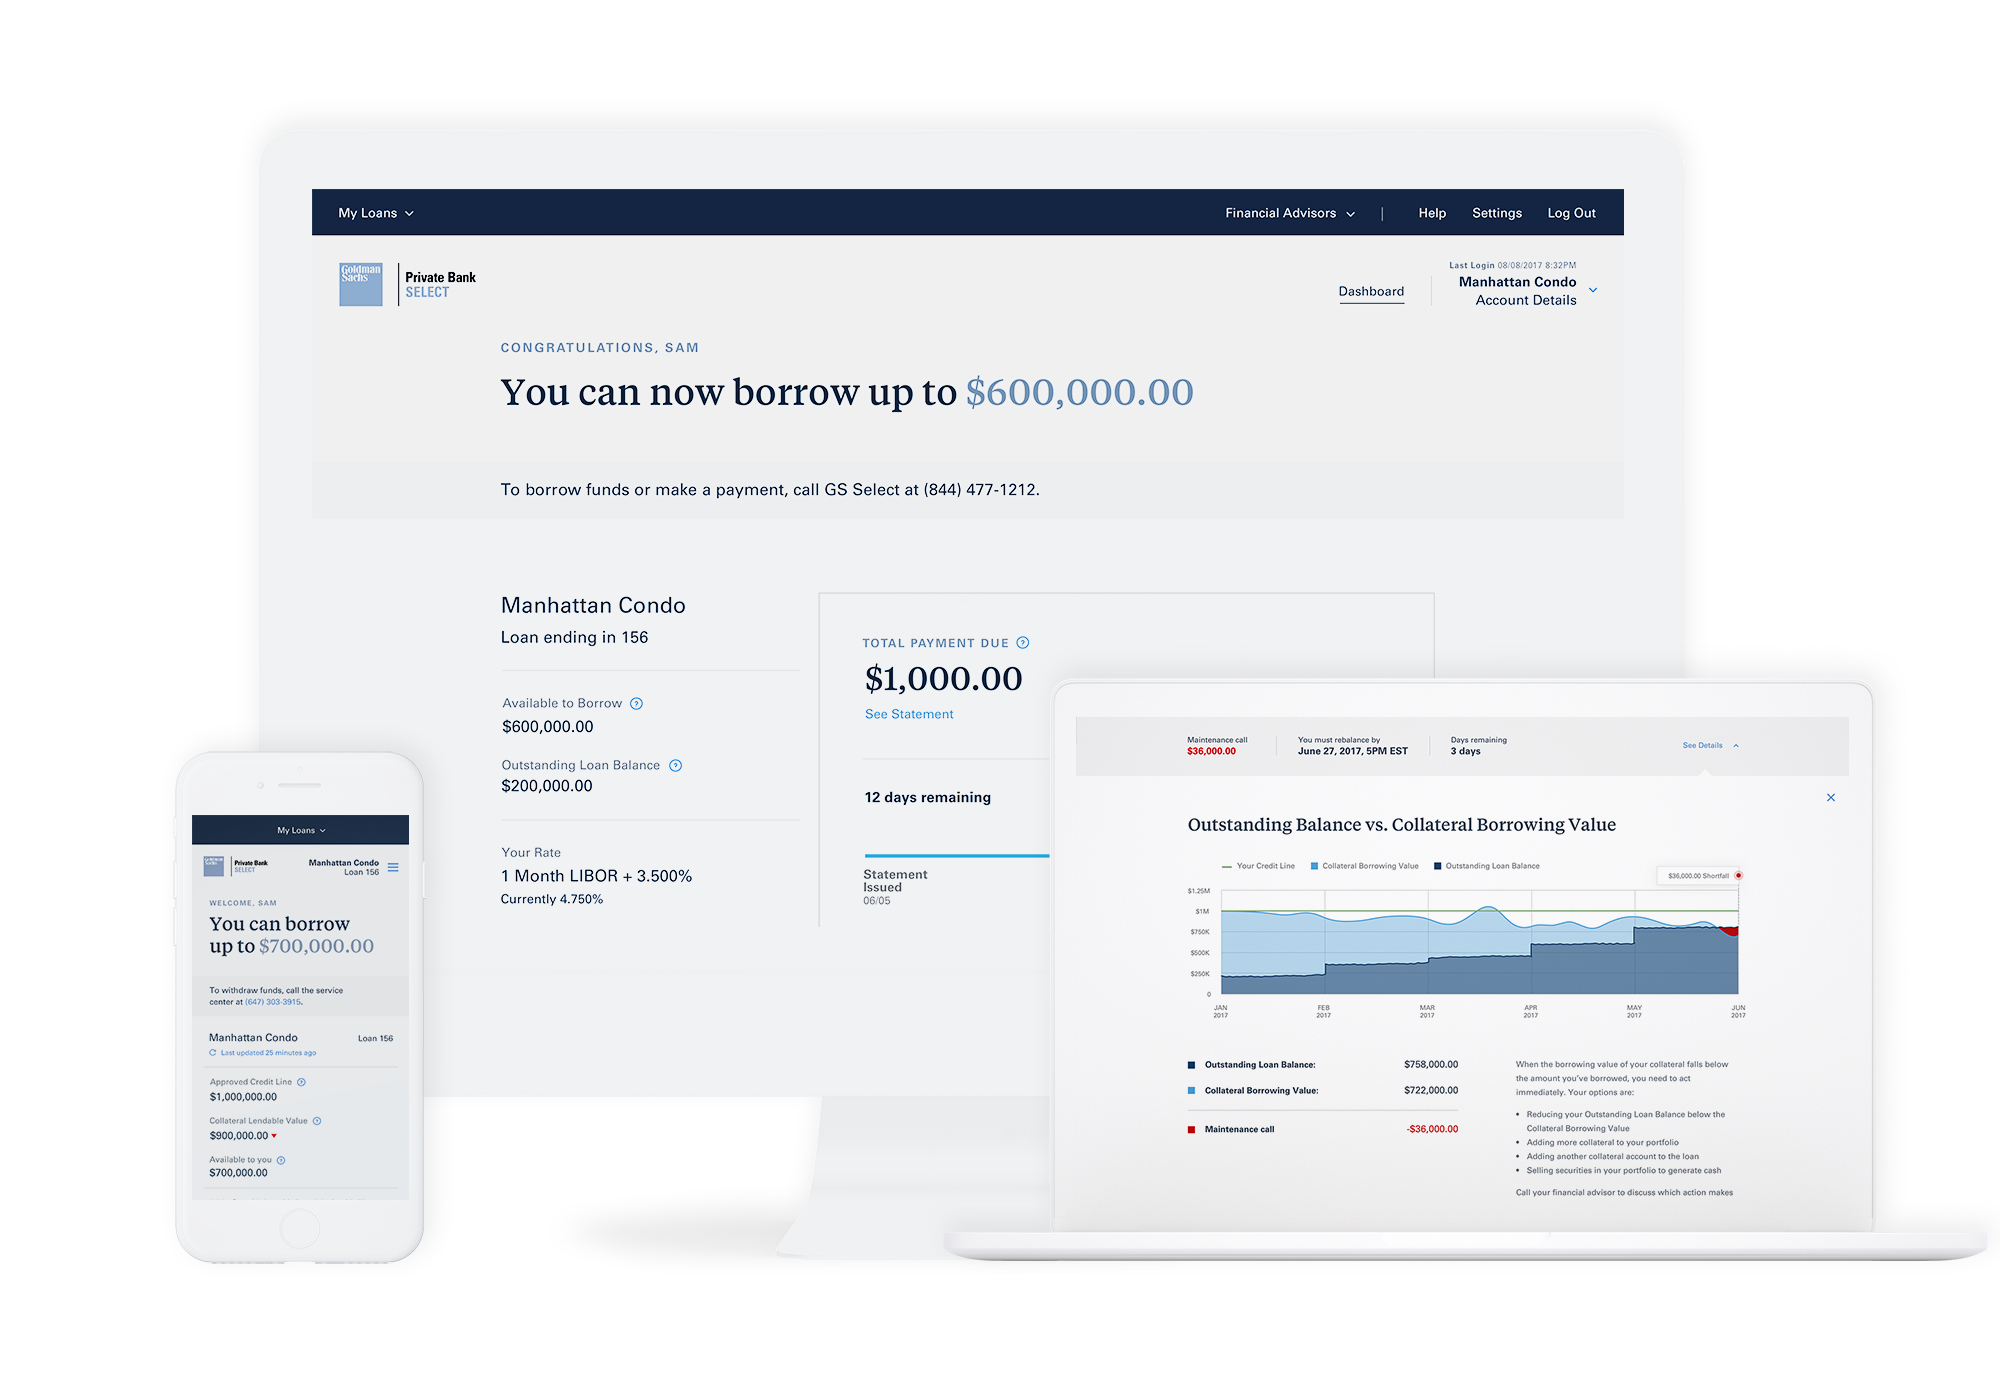 My Loans
Financial Advisors
Help
Settings
Log Out
Goldman
Sachs
Private Bank
SELECT
Dashboard
Last Login 08/08/2017 8:32PM
Manhattan Condo
Account Details
CONGRATULATIONS, SAM
You can now borrow up to $600,000.00
To borrow funds or make a payment, call GS Select at (844) 477-1212.
Manhattan Condo
Loan ending in 156
Available to Borrow ?
$600,000.00
Outstanding Loan Balance ?
$200,000.00
Your Rate
1 Month LIBOR + 3.500%
Currently 4.750%
TOTAL PAYMENT DUE ?
$1,000.00
See Statement
12 days remaining
Statement
Issued
06/05
My Loans
Goldman
Sachs
Private Bank
SELECT
Manhattan Condo
Loan 156
WELCOME, SAM
You can borrow
up to $700,000.00
To withdraw funds, call the service
center at (647) 303-3915.
Manhattan Condo
Loan 156
Last updated 25 minutes ago
Approved Credit Line ?
$1,000,000.00
Collateral Lendable Value ?
$900,000.00
Available to you ?
$700,000.00
Maintenance call
$36,000.00
You must rebalance by
June 27, 2017, 5PM EST
Days remaining
3 days
See Details
Outstanding Balance vs. Collateral Borrowing Value
Your Credit Line
Collateral Borrowing Value
Outstanding Loan Balance
$36,000.00 Shortfall
$1.25M
$1M
$750K
$500K
$250K
0
JAN
2017
FEB
2017
MAR
2017
APR
2017
MAY
2017
JUN
2017
Outstanding Loan Balance: $758,000.00
Collateral Borrowing Value: $722,000.00
Maintenance call -$36,000.00
When the borrowing value of your collateral falls below
the amount you've borrowed, you need to act
immediately. Your options are:
• Reducing your Outstanding Loan Balance below the
Collateral Borrowing Value
• Adding more collateral to your portfolio
• Adding another collateral account to the loan
• Selling securities in your portfolio to generate cash
Call your financial advisor to discuss which action makes